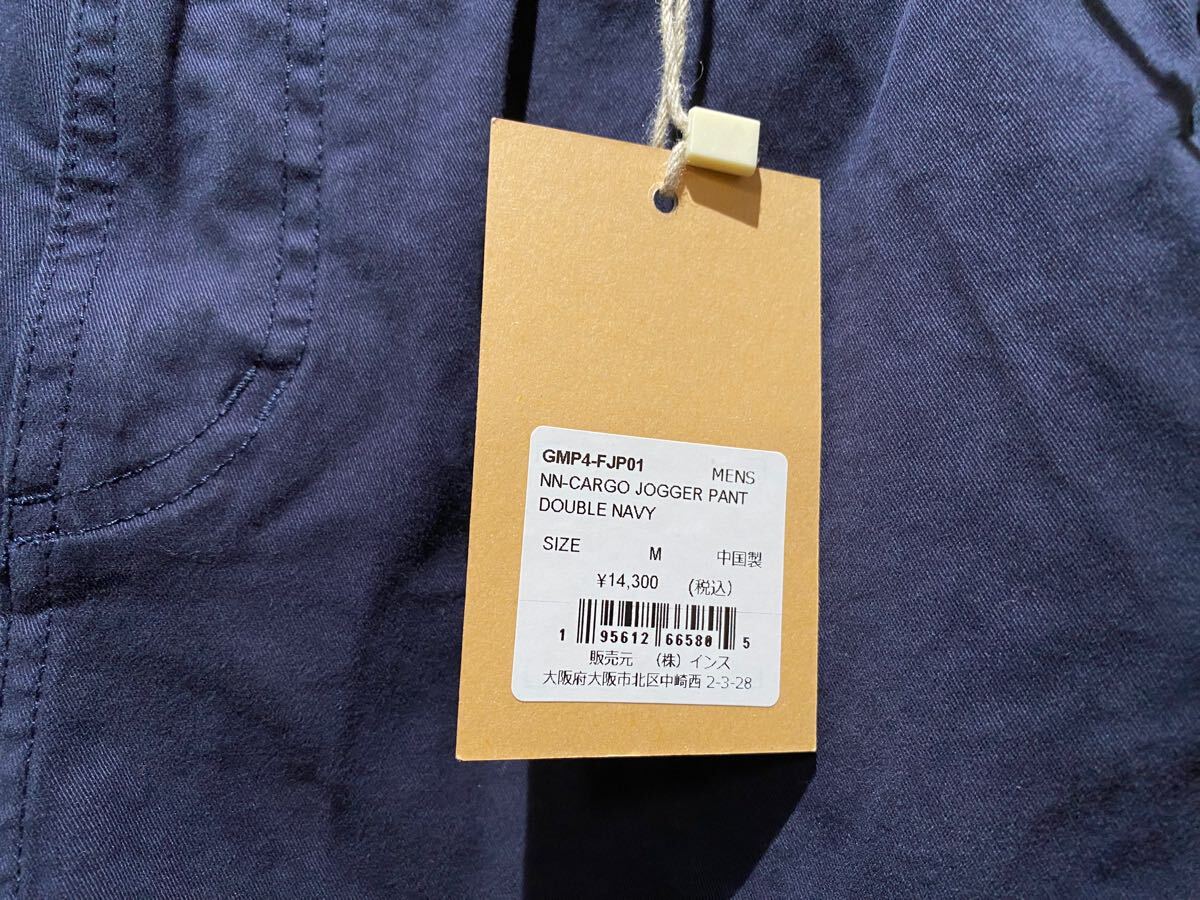 GMP4-FJP01 MENS
NN-CARGO JOGGER PANT
DOUBLE NAVY
SIZE M 中国製
¥14,300 (税込)
1 95612 66580 5
販売元 (株)インス
大阪府大阪市北区中崎西 2-3-28